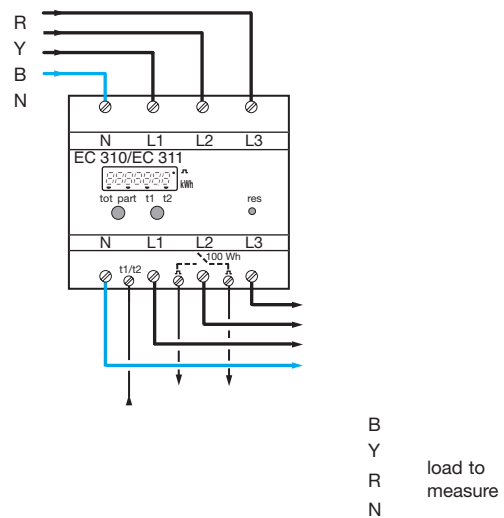 R
Y
B
N
N L1 L2 L3
EC 310/EC 311
kWh
tot part t1 t2 res
N L1 L2 L3
t1/t2 100 Wh
B
Y
R
N
load to
measure